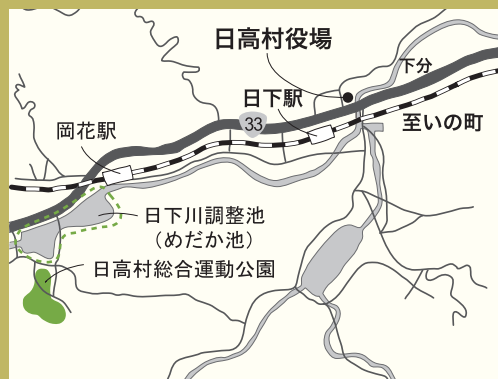 日高村役場
下分
日下駅
33
至いの町
岡花駅
日下川調整池
（めだか池）
日高村総合運動公園